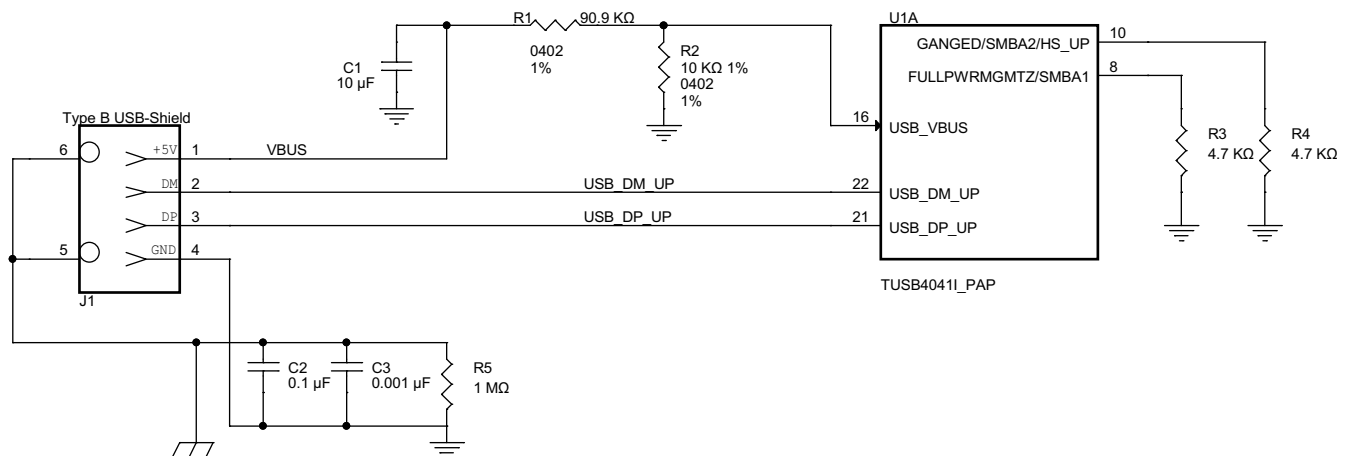 R1 90.9 KΩ
0402
1%
C1
10 µF
R2
10 KΩ 1%
0402
1%
U1A
GANGED/SMBA2/HS_UP 10
FULLPWRMGMTZ/SMBA1 8
16 USB_VBUS
22 USB_DM_UP
21 USB_DP_UP
TUSB4041I_PAP
R3
4.7 KΩ
R4
4.7 KΩ
Type B USB-Shield
6 +5V 1 VBUS
DM 2 USB_DM_UP
DP 3 USB_DP_UP
5 GND 4
J1
C2
0.1 µF
C3
0.001 µF
R5
1 MΩ